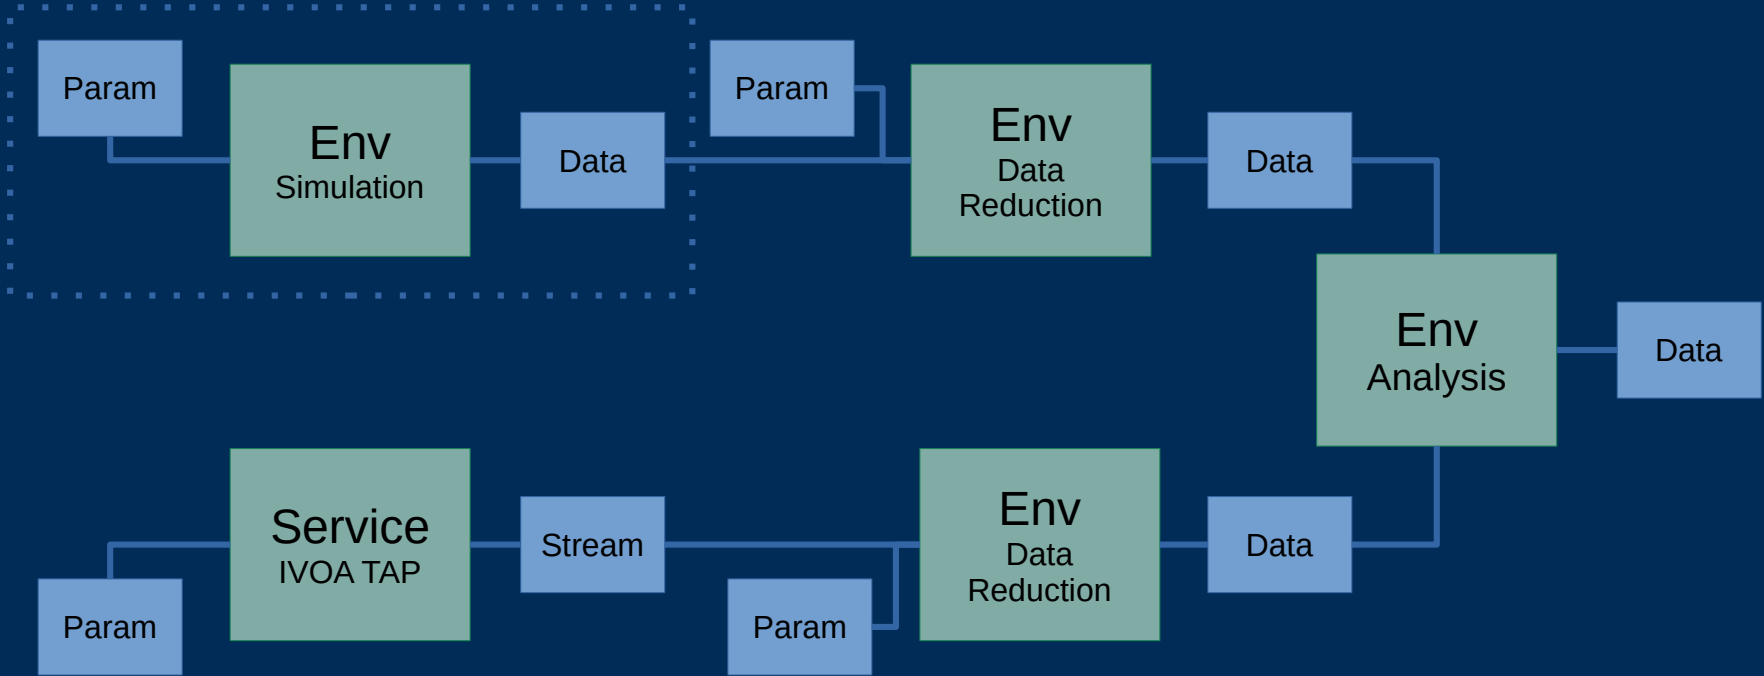 Param
Env
Simulation
Data
Param
Env
Data
Reduction
Data
Env
Analysis
Data
Service
IVOA TAP
Param
Stream
Param
Env
Data
Reduction
Data